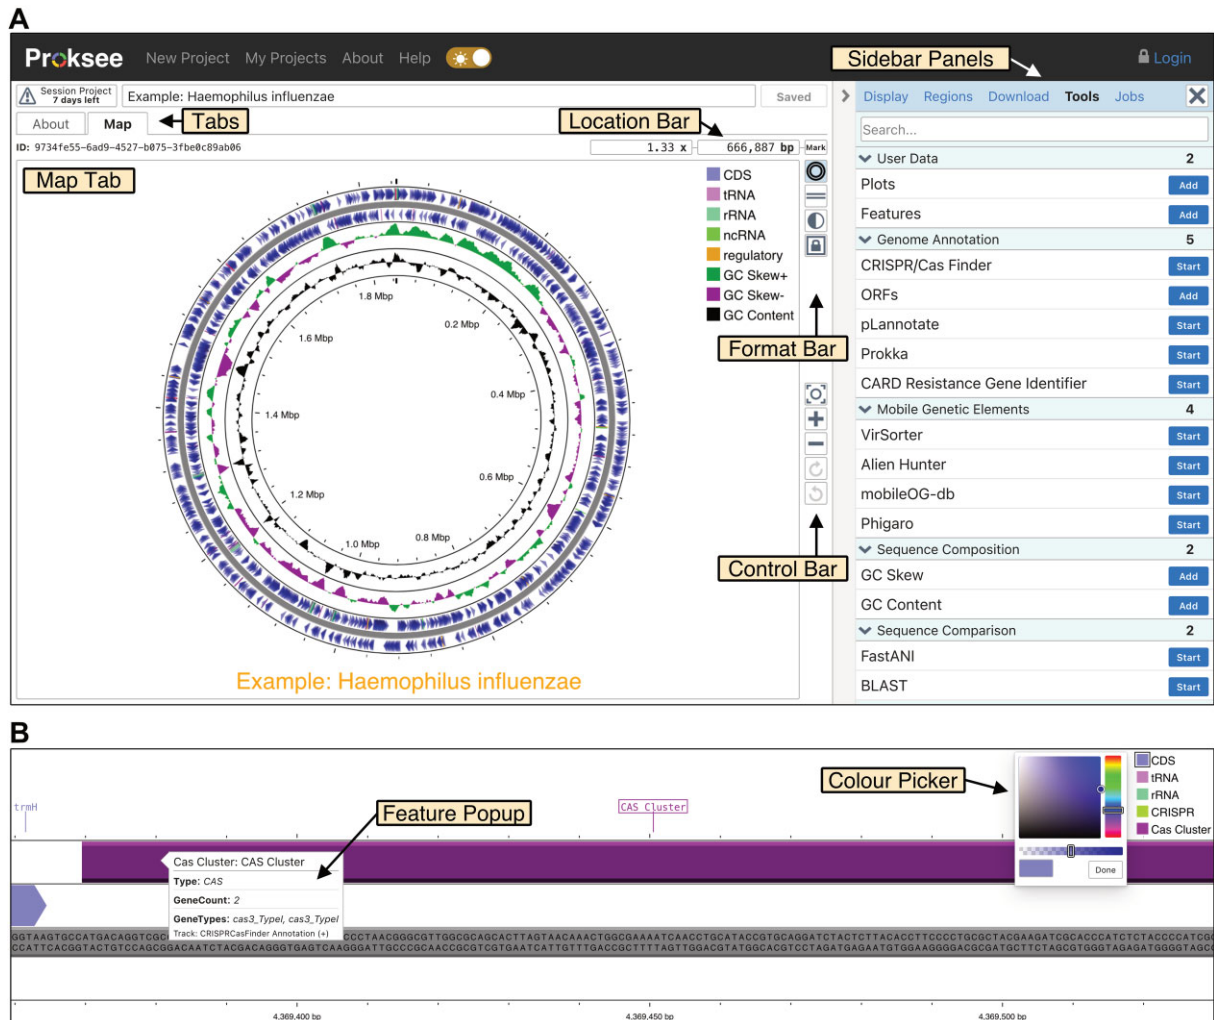 A
Proksee New Project My Projects About Help
Sidebar Panels
Login
Session Project
7 days left
Example: Haemophilus influenzae
Saved
Display Regions Download Tools Jobs
About Map
Tabs
Location Bar
Search...
ID: 9734fe55-6ad9-4527-b075-3fbe0c89ab06
1.33 x
666,887 bp
Mark
Map Tab
CDS
tRNA
rRNA
ncRNA
regulatory
GC Skew+
GC Skew-
GC Content
1.8 Mbp
0.2 Mbp
1.6 Mbp
0.4 Mbp
1.4 Mbp
0.6 Mbp
1.2 Mbp
0.8 Mbp
1.0 Mbp
Format Bar
Control Bar
Example: Haemophilus influenzae
User Data 2
Plots Add
Features Add
Genome Annotation 5
CRISPR/Cas Finder Start
ORFs Add
pLannotate Start
Prokka Start
CARD Resistance Gene Identifier Start
Mobile Genetic Elements 4
VirSorter Start
Alien Hunter Start
mobileOG-db Start
Phigaro Start
Sequence Composition 2
GC Skew Add
GC Content Add
Sequence Comparison 2
FastANI Start
BLAST Start
B
trmH
Feature Popup
CAS Cluster
Colour Picker
CDS
tRNA
rRNA
CRISPR
Cas Cluster
Done
Cas Cluster: CAS Cluster
Type: CAS
GeneCount: 2
GeneTypes: cas3_TypeI, cas3_TypeI
Track: CRISPRCasFinder Annotation (+)
4,369,400 bp
4,369,450 bp
4,369,500 bp